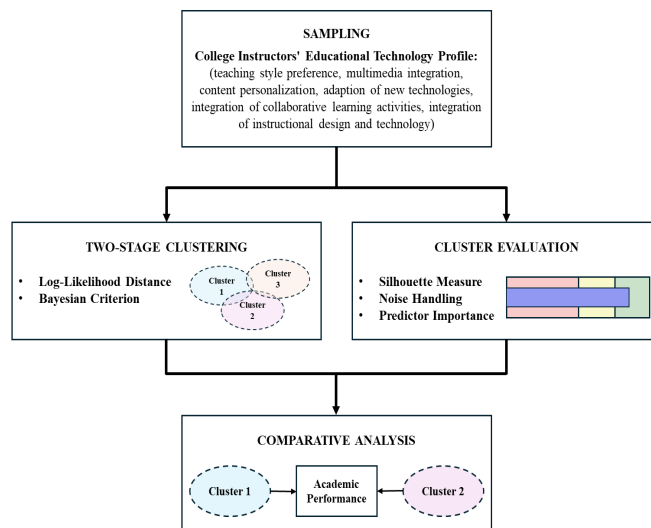 SAMPLING
College Instructors' Educational Technology Profile:
(teaching style preference, multimedia integration,
content personalization, adaption of new technologies,
integration of collaborative learning activities, integration
of instructional design and technology)
TWO-STAGE CLUSTERING
• Log-Likelihood Distance
• Bayesian Criterion
Cluster
1
Cluster
3
Cluster
2
CLUSTER EVALUATION
• Silhouette Measure
• Noise Handling
• Predictor Importance
COMPARATIVE ANALYSIS
Cluster 1
Academic
Performance
Cluster 2